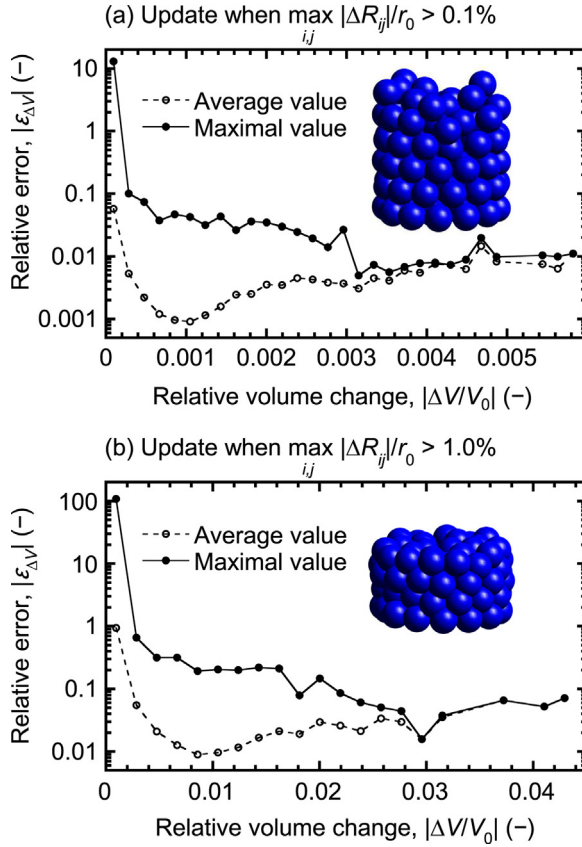 (a) Update when max |ΔR_ij|/r_0 > 0.1%
i,j
Relative error, |ε_ΔV| (−)
10
1
0.1
0.01
0.001
Average value
Maximal value
0.001 0.002 0.003 0.004 0.005
Relative volume change, |ΔV/V_0| (−)
(b) Update when max |ΔR_ij|/r_0 > 1.0%
i,j
Relative error, |ε_ΔV| (−)
100
10
1
0.1
0.01
Average value
Maximal value
0 0.01 0.02 0.03 0.04
Relative volume change, |ΔV/V_0| (−)